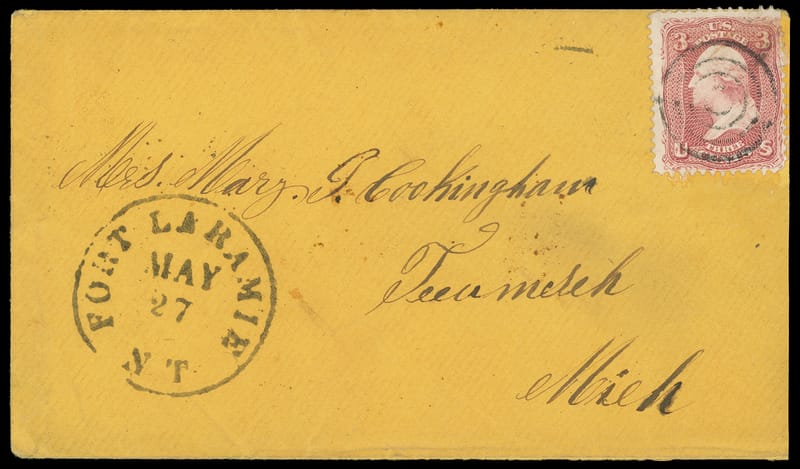 U.S.
POSTAGE
3 3
THREE
U S
Mrs. Mary. J. Cookingham
Tecumseh
Mich
FORT LARAMIE
MAY
27
N T